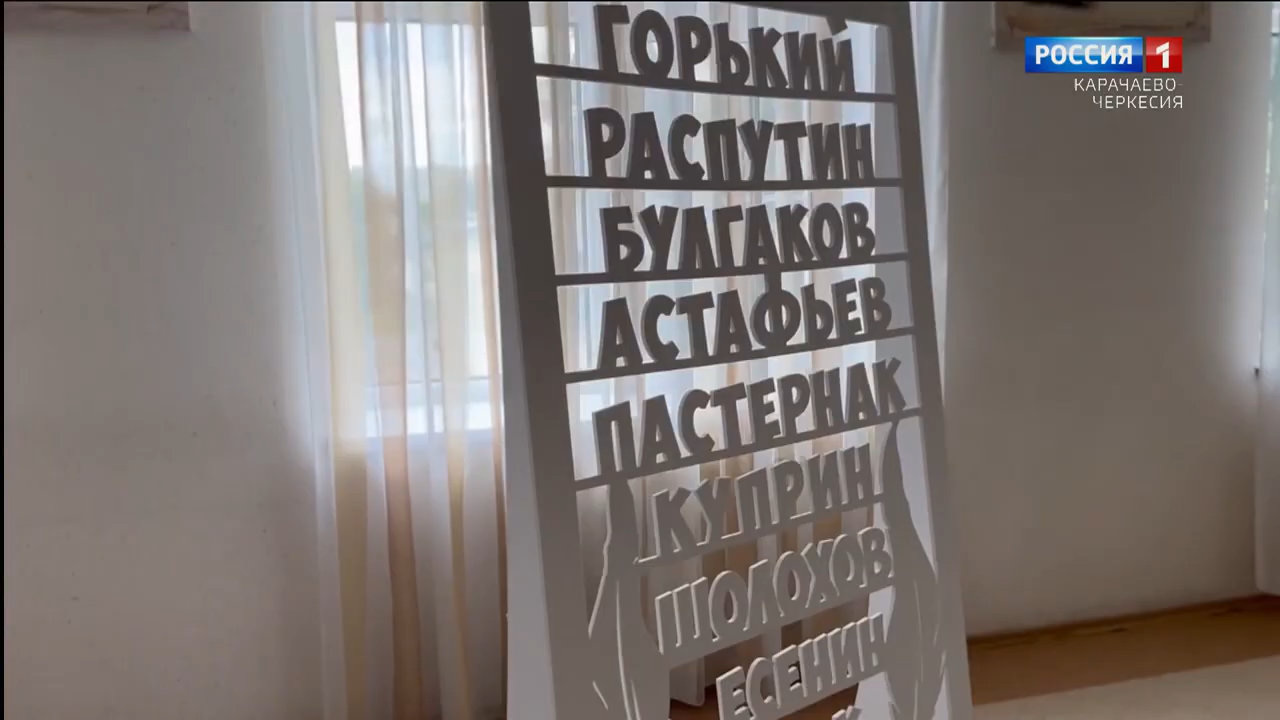 ГОРЬКИЙ
РОССИЯ 1
КАРАЧАЕВО-
ЧЕРКЕСИЯ
РАСПУТИН
БУЛГАКОВ
АСТАФЬЕВ
ПАСТЕРНАК
КУПРИН
ШОЛОХОВ
ЕСЕНИН